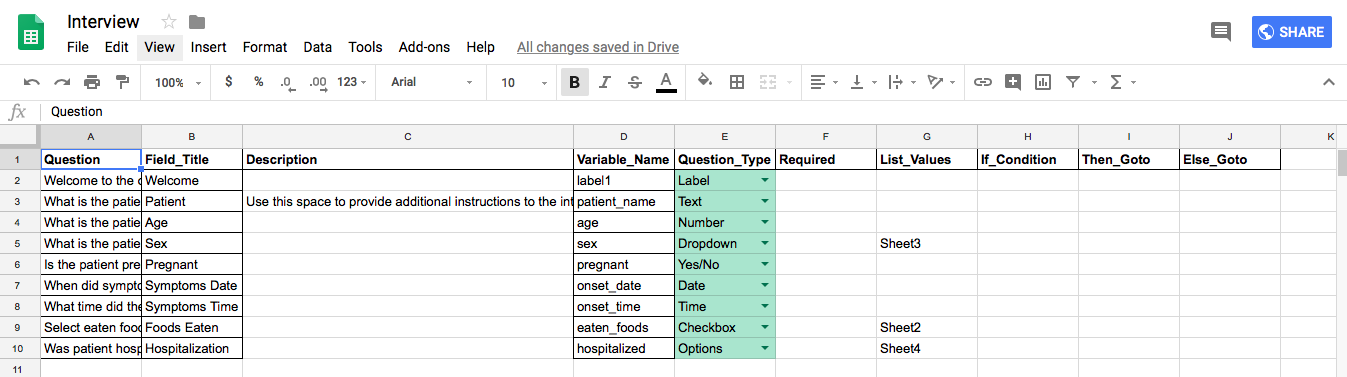 Interview
File Edit View Insert Format Data Tools Add-ons Help All changes saved in Drive
SHARE
100% $ % .0 .00 123 Arial 10 B I S A Σ
fx Question
A B C D E F G H I J K
1 Question Field_Title Description Variable_Name Question_Type Required List_Values If_Condition Then_Goto Else_Goto
2 Welcome to the Welcome label1 Label
3 What is the patie Patient Use this space to provide additional instructions to the int patient_name Text
4 What is the patie Age age Number
5 What is the patie Sex sex Dropdown Sheet3
6 Is the patient pre Pregnant pregnant Yes/No
7 When did sympto Symptoms Date onset_date Date
8 What time did the Symptoms Time onset_time Time
9 Select eaten food Foods Eaten eaten_foods Checkbox Sheet2
10 Was patient hosp Hospitalization hospitalized Options Sheet4
11